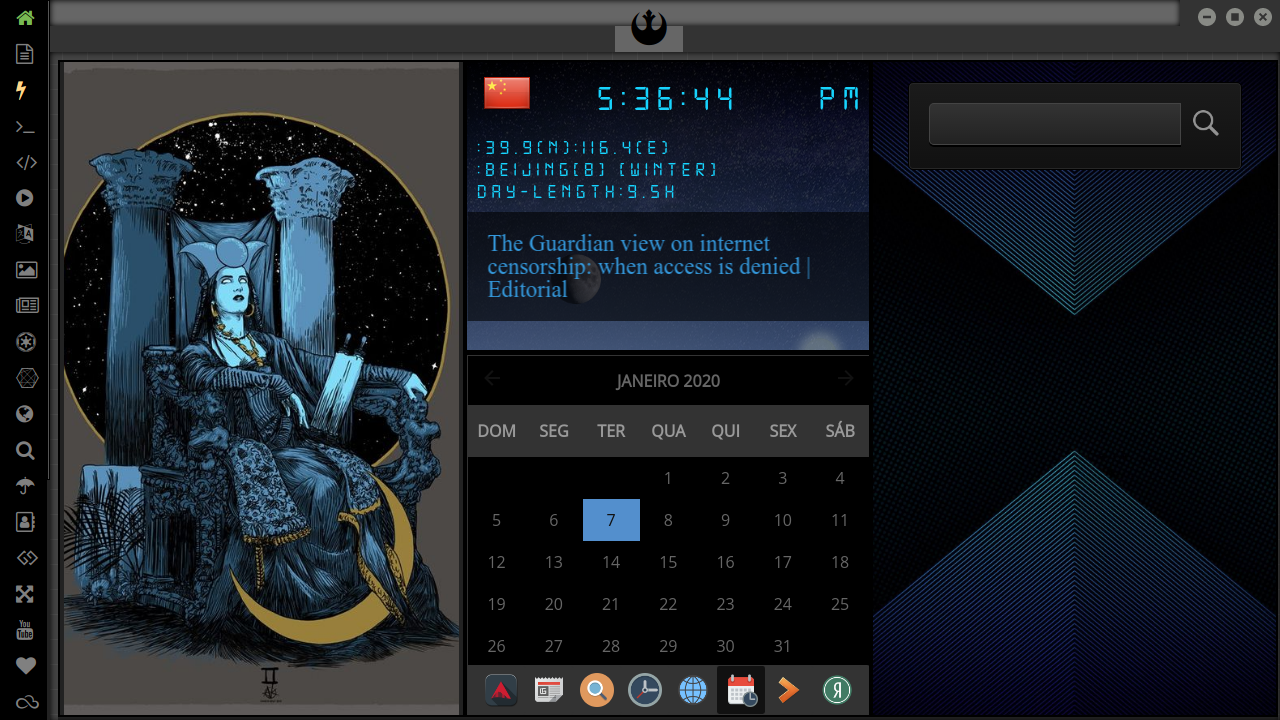 5:36:44 PM
:39.9(N):116.4(E)
:BEIJING[8] [WINTER]
DAY-LENGTH:9.5H
The Guardian view on internet
censorship: when access is denied |
Editorial
JANEIRO 2020
DOM SEG TER QUA QUI SEX SÁB
1 2 3 4
5 6 7 8 9 10 11
12 13 14 15 16 17 18
19 20 21 22 23 24 25
26 27 28 29 30 31
II
You
Tube
Я